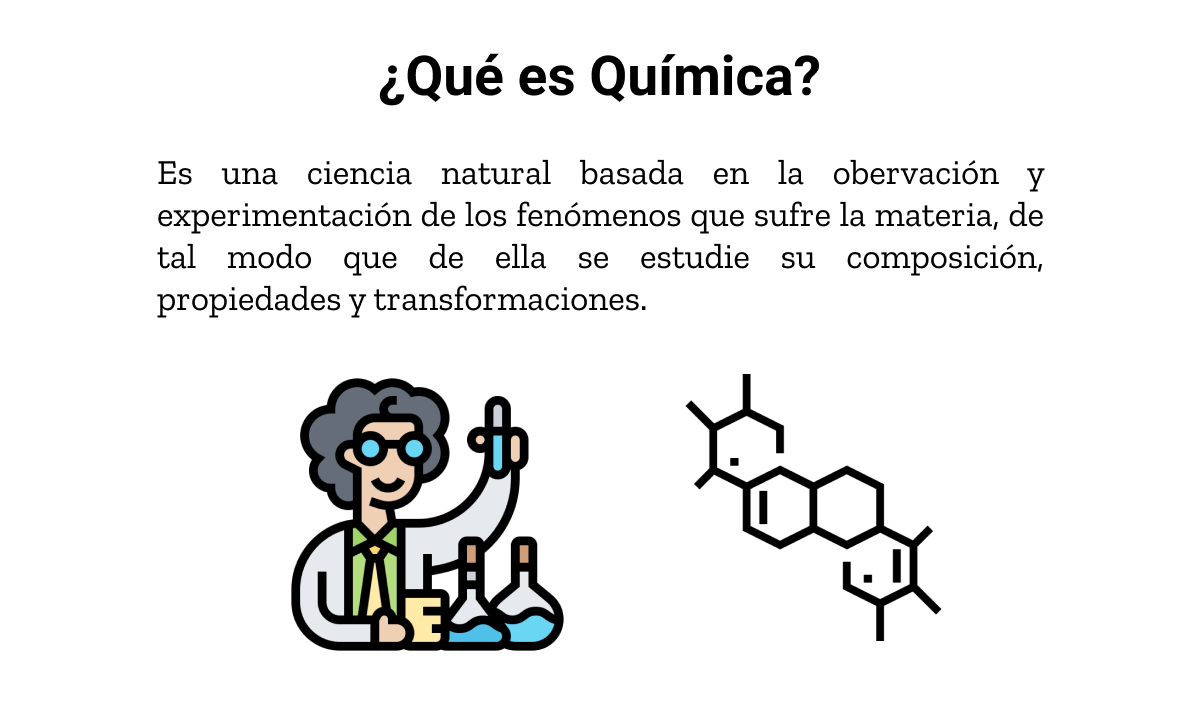 ¿Qué es Química?
Es una ciencia natural basada en la obervación y
experimentación de los fenómenos que sufre la materia, de
tal modo que de ella se estudie su composición,
propiedades y transformaciones.